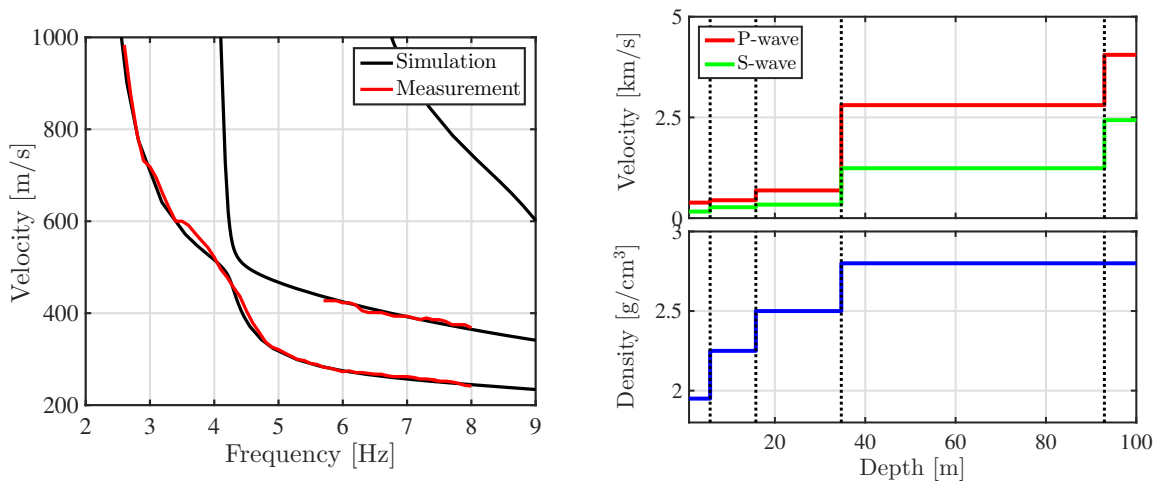 Velocity [m/s]
1000
800
600
400
200
2 3 4 5 6 7 8 9
Frequency [Hz]
Simulation
Measurement
Velocity [km/s]
5
2.5
0
P-wave
S-wave
Density [g/cm³]
3
2.5
2
20 40 60 80 100
Depth [m]